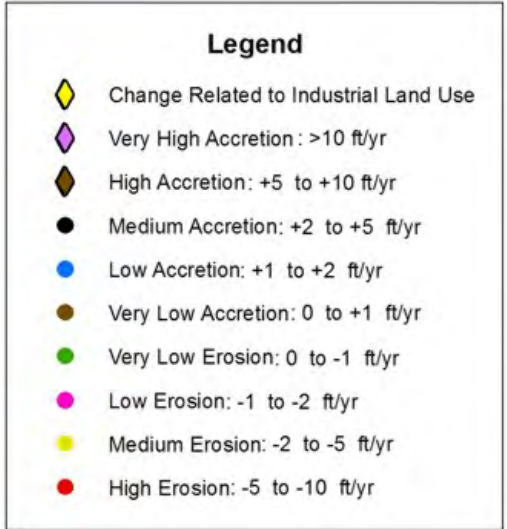 Legend
Change Related to Industrial Land Use
Very High Accretion : >10 ft/yr
High Accretion: +5 to +10 ft/yr
Medium Accretion: +2 to +5 ft/yr
Low Accretion: +1 to +2 ft/yr
Very Low Accretion: 0 to +1 ft/yr
Very Low Erosion: 0 to -1 ft/yr
Low Erosion: -1 to -2 ft/yr
Medium Erosion: -2 to -5 ft/yr
High Erosion: -5 to -10 ft/yr